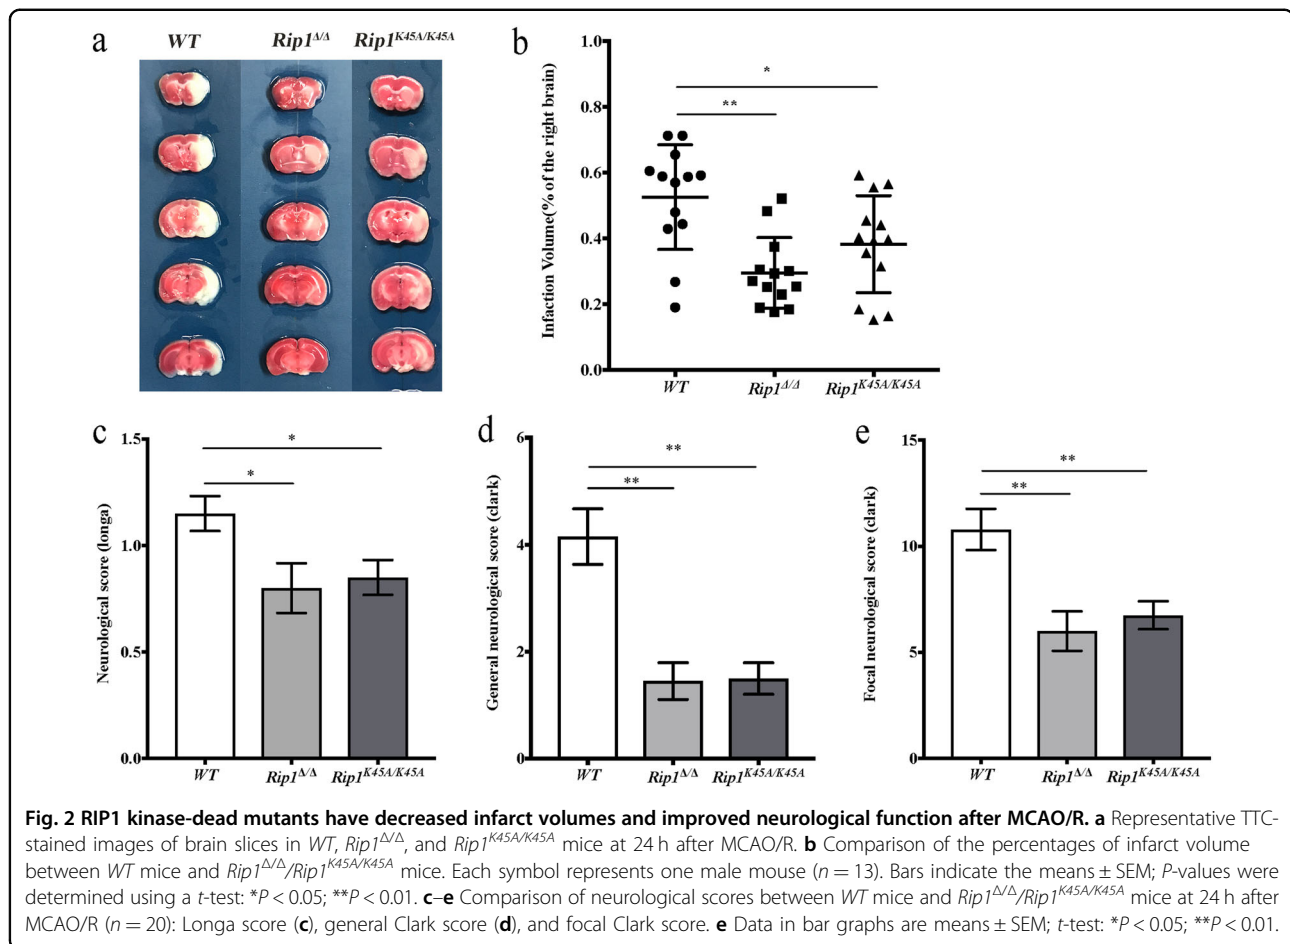 a
WT Rip1Δ/Δ Rip1K45A/K45A
b
Infaction Volume(% of the right brain)
1.0
0.8
0.6
0.4
0.2
0.0
*
**
WT Rip1Δ/Δ Rip1K45A/K45A
c
Neurological score (longa)
1.5
1.0
0.5
0.0
*
*
WT Rip1Δ/Δ Rip1K45A/K45A
d
General neurological score (clark)
6
4
2
0
**
**
WT Rip1Δ/Δ Rip1K45A/K45A
e
Focal neurological score (clark)
15
10
5
0
**
**
WT Rip1Δ/Δ Rip1K45A/K45A
Fig. 2 RIP1 kinase-dead mutants have decreased infarct volumes and improved neurological function after MCAO/R. a Representative TTC-
stained images of brain slices in WT, Rip1Δ/Δ, and Rip1K45A/K45A mice at 24 h after MCAO/R. b Comparison of the percentages of infarct volume
between WT mice and Rip1Δ/Δ/Rip1K45A/K45A mice. Each symbol represents one male mouse (n = 13). Bars indicate the means ± SEM; P-values were
determined using a t-test: *P < 0.05; **P < 0.01. c–e Comparison of neurological scores between WT mice and Rip1Δ/Δ/Rip1K45A/K45A mice at 24 h after
MCAO/R (n = 20): Longa score (c), general Clark score (d), and focal Clark score. e Data in bar graphs are means ± SEM; t-test: *P < 0.05; **P < 0.01.